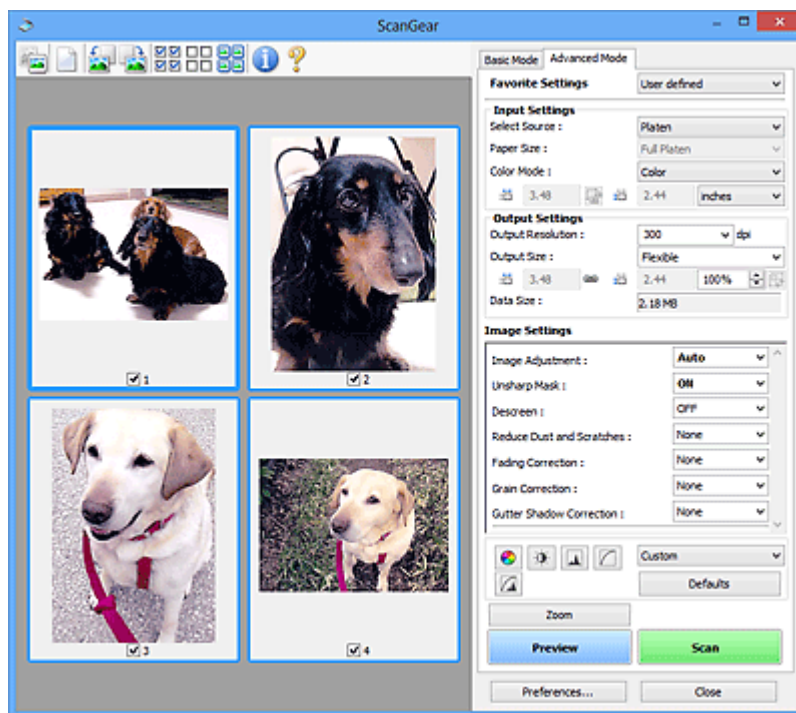 ScanGear
Basic Mode Advanced Mode
Favorite Settings User defined
Input Settings
Select Source : Platen
Paper Size : Full Platen
Color Mode : Color
3.48 2.44 inches
Output Settings
Output Resolution : 300 dpi
Output Size : Flexible
3.48 2.44 100%
Data Size : 2.18 MB
Image Settings
Image Adjustment : Auto
Unsharp Mask : ON
Descreen : OFF
Reduce Dust and Scratches : None
Fading Correction : None
Grain Correction : None
Gutter Shadow Correction : None
1
2
3
4
Custom
Defaults
Zoom
Preview Scan
Preferences... Close